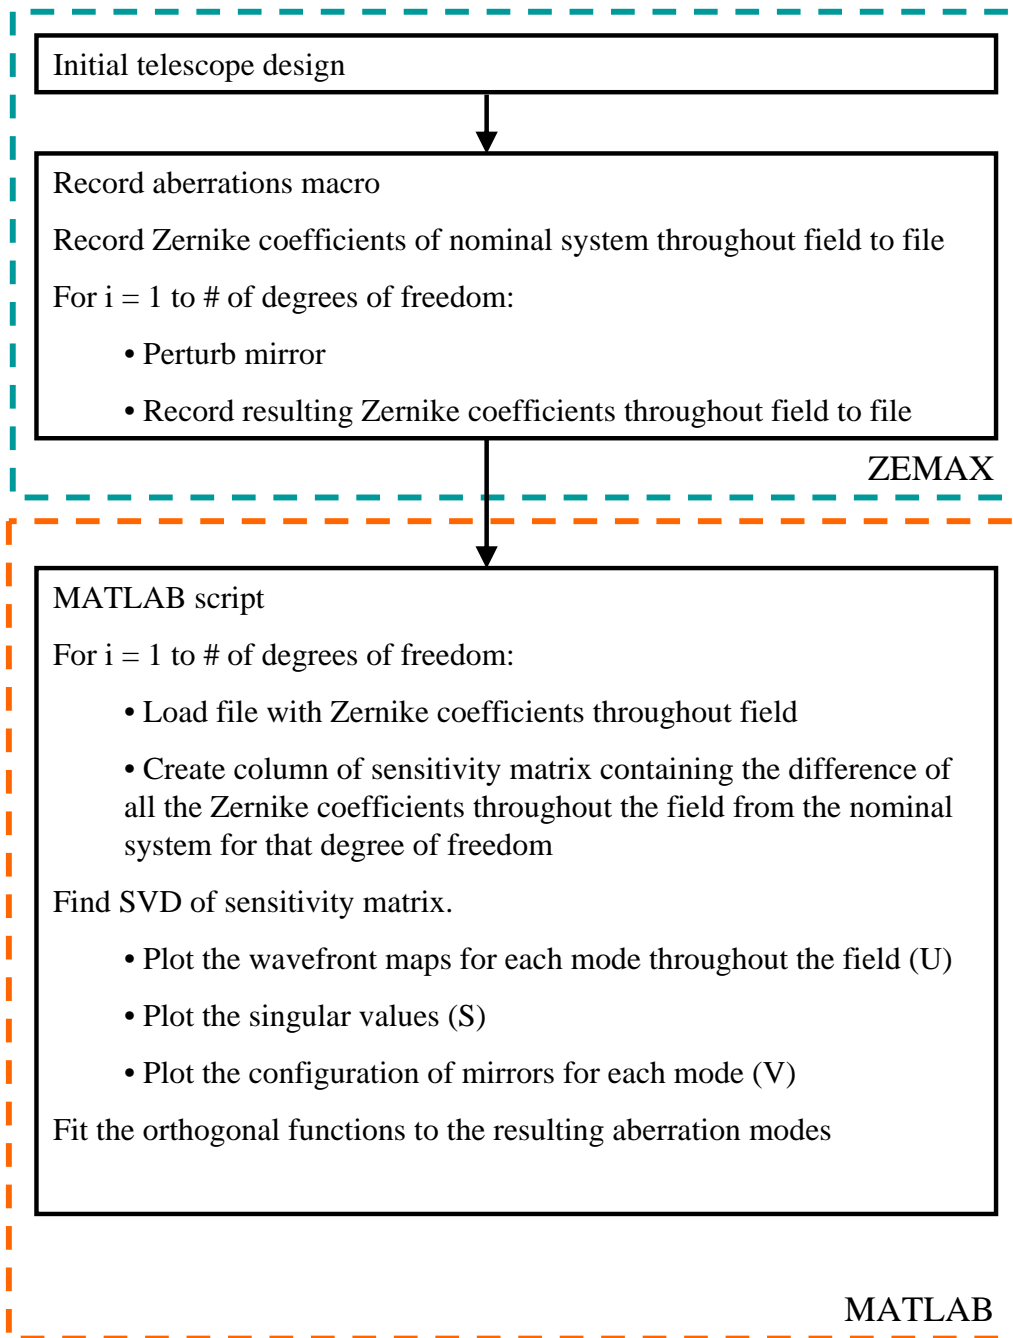 Initial telescope design
Record aberrations macro
Record Zernike coefficients of nominal system throughout field to file
For i = 1 to # of degrees of freedom:
• Perturb mirror
• Record resulting Zernike coefficients throughout field to file
ZEMAX
MATLAB script
For i = 1 to # of degrees of freedom:
• Load file with Zernike coefficients throughout field
• Create column of sensitivity matrix containing the difference of
all the Zernike coefficients throughout the field from the nominal
system for that degree of freedom
Find SVD of sensitivity matrix.
• Plot the wavefront maps for each mode throughout the field (U)
• Plot the singular values (S)
• Plot the configuration of mirrors for each mode (V)
Fit the orthogonal functions to the resulting aberration modes
MATLAB